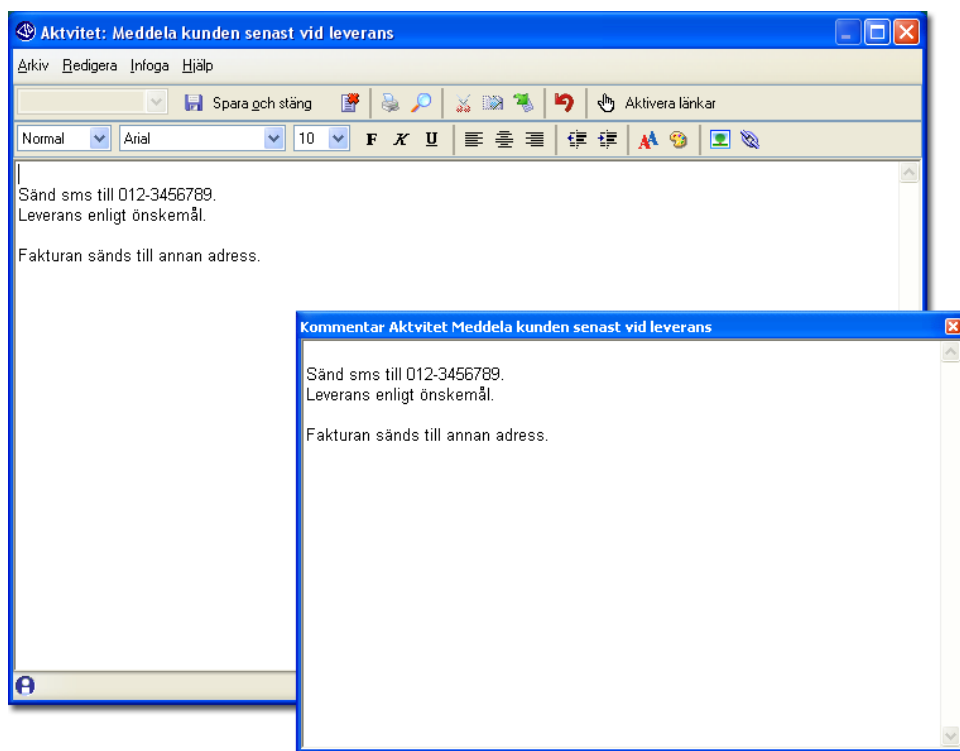 Aktvitet: Meddela kunden senast vid leverans
Arkiv Redigera Infoga Hjälp
Spara och stäng Aktivera länkar
Normal Arial 10 F K U
Sänd sms till 012-3456789.
Leverans enligt önskemål.
Fakturan sänds till annan adress.
Kommentar Aktvitet Meddela kunden senast vid leverans
Sänd sms till 012-3456789.
Leverans enligt önskemål.
Fakturan sänds till annan adress.